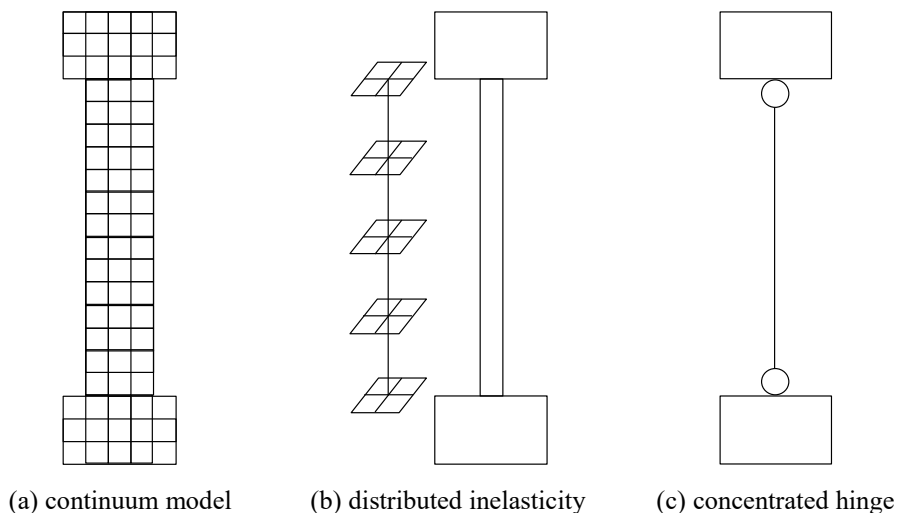 (a) continuum model
(b) distributed inelasticity
(c) concentrated hinge